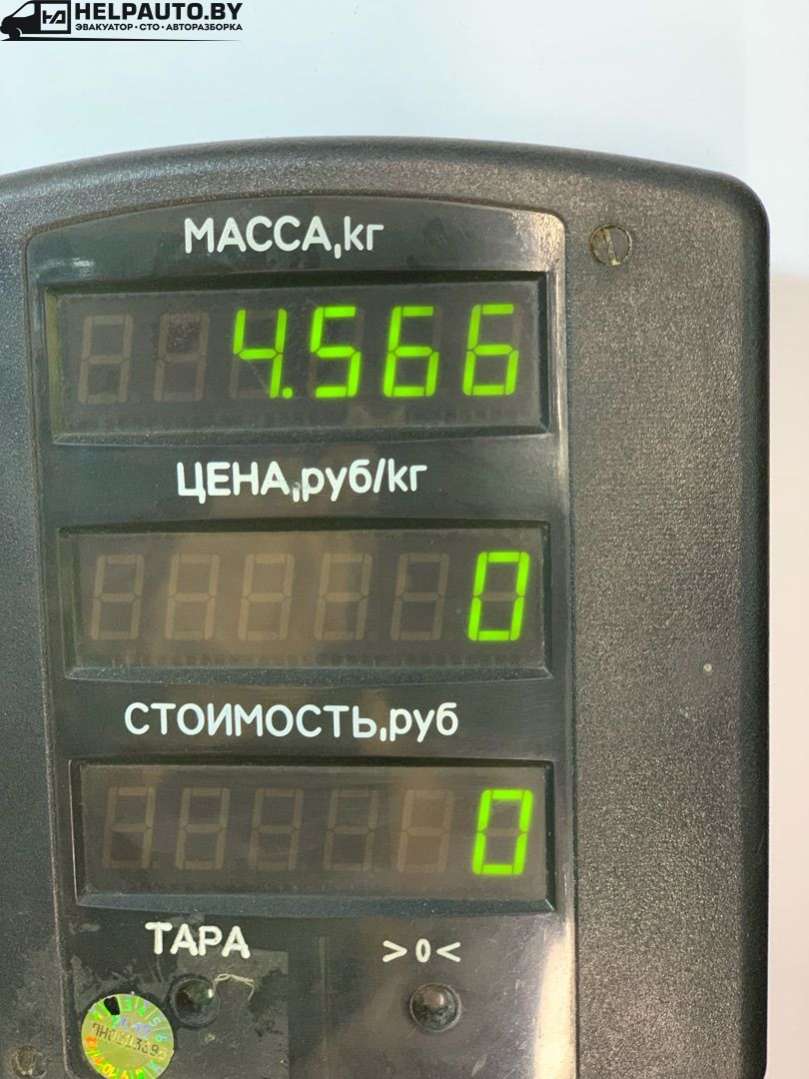 HELPAUTO.BY
ЭВАКУАТОР · СТО · АВТОРАЗБОРКА
МАССА,кг
4.566
ЦЕНА,руб/кг
0
СТОИМОСТЬ,руб
0
ТАРА >0<